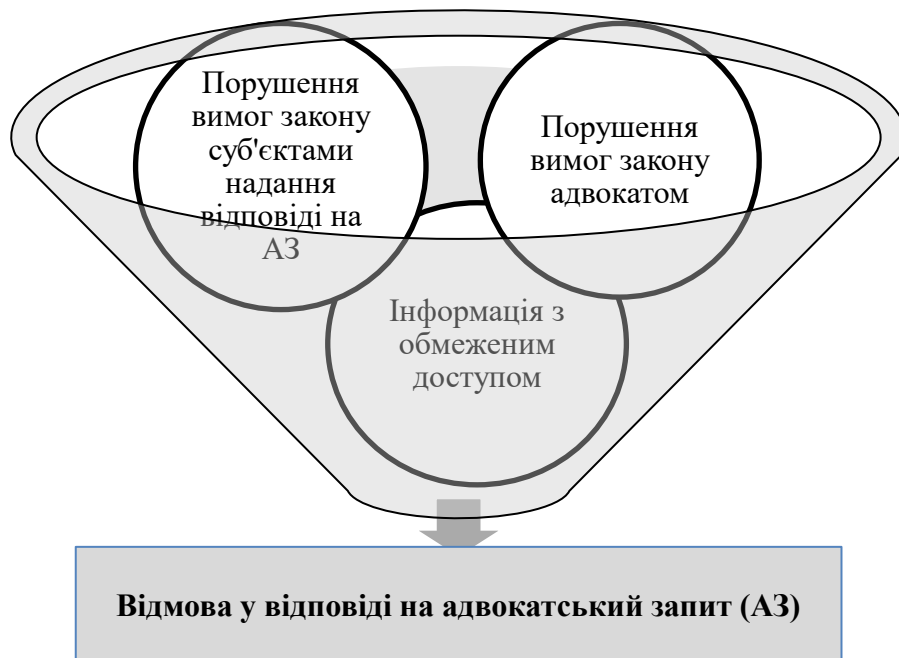 Порушення
вимог закону
суб'єктами
надання
відповіді на
АЗ
Порушення
вимог закону
адвокатом
Інформація з
обмеженим
доступом
Відмова у відповіді на адвокатський запит (АЗ)